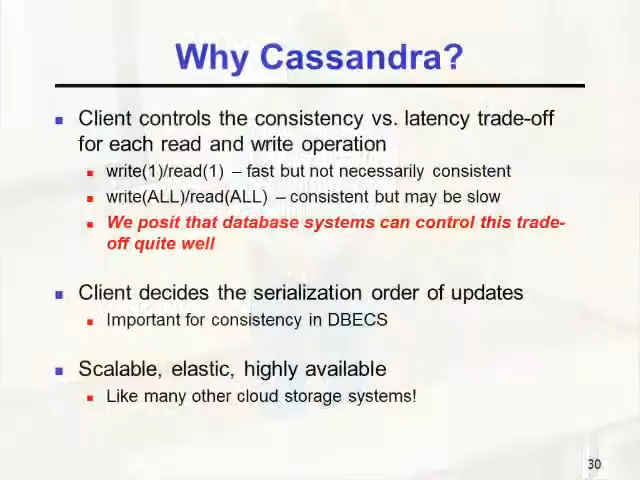 Why Cassandra?
Client controls the consistency vs. latency trade-off
for each read and write operation
write(1)/read(1) – fast but not necessarily consistent
write(ALL)/read(ALL) – consistent but may be slow
We posit that database systems can control this trade-
off quite well
Client decides the serialization order of updates
Important for consistency in DBECS
Scalable, elastic, highly available
Like many other cloud storage systems!
30